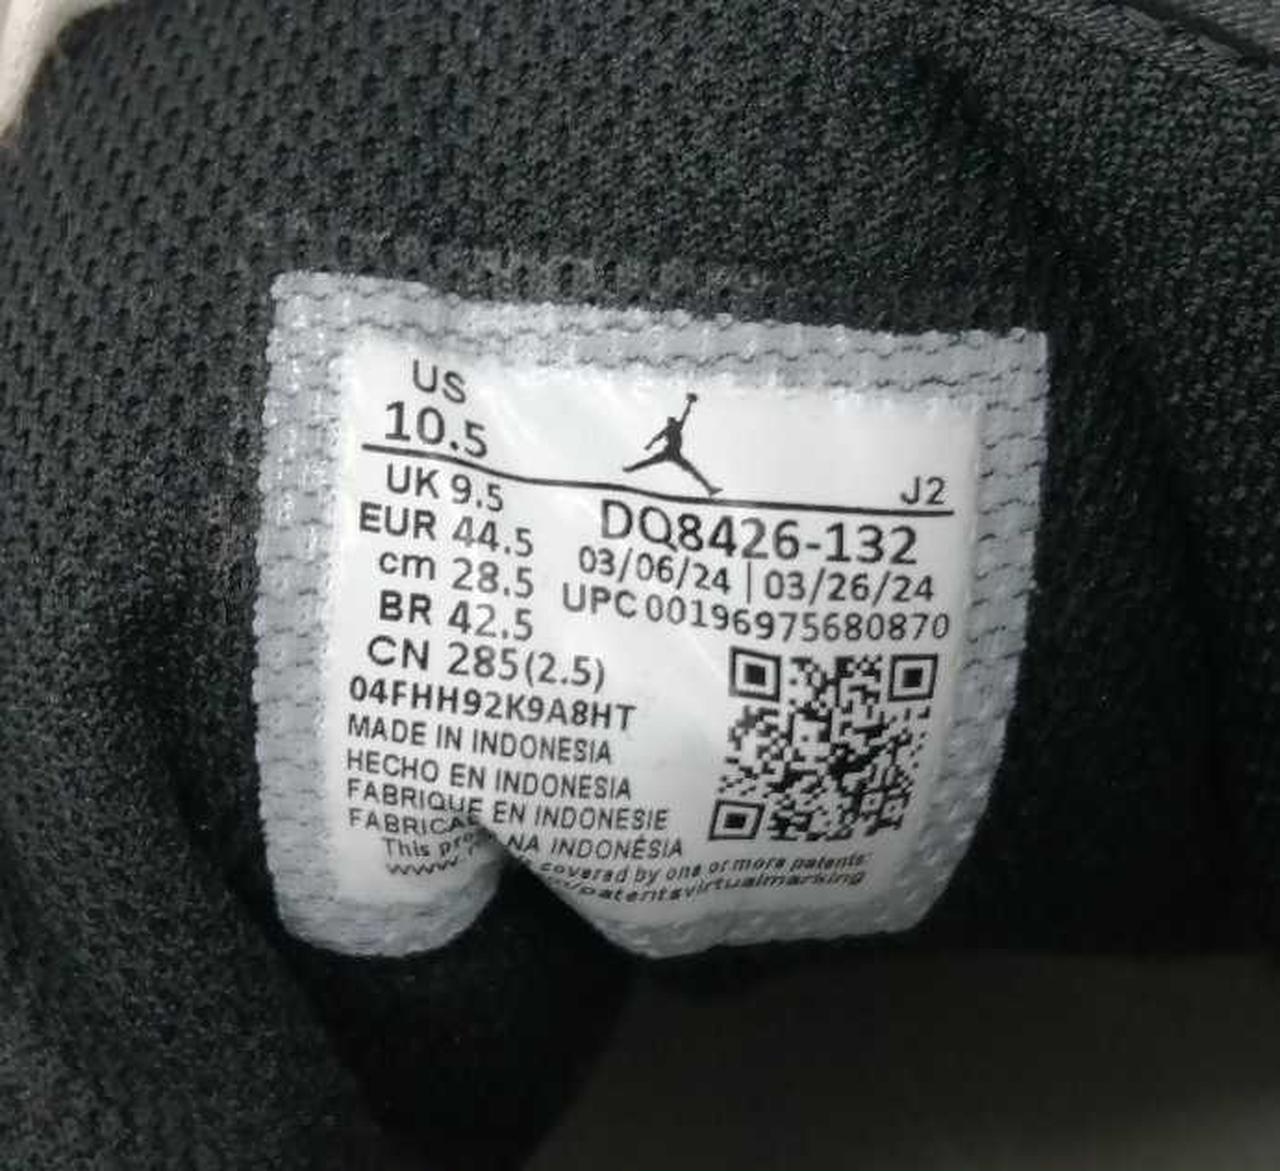 US
10.5
J2
UK 9.5
EUR 44.5
cm 28.5
BR 42.5
CN 285(2.5)
DQ8426-132
03/06/24 | 03/26/24
UPC 00196975680870
04FHH92K9A8HT
MADE IN INDONESIA
HECHO EN INDONESIA
FABRIQUE EN INDONESIE
NA INDONÉSIA
This covered by one or more patents: